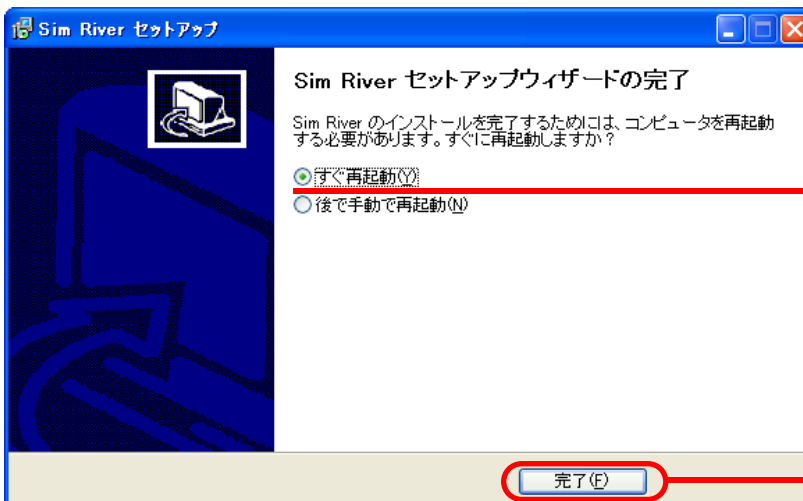 Sim River セットアップ
Sim River セットアップウィザードの完了
Sim River のインストールを完了するためには、コンピュータを再起動
する必要があります。すぐに再起動しますか？
すぐ再起動(Y)
後で手動で再起動(N)
完了(F)